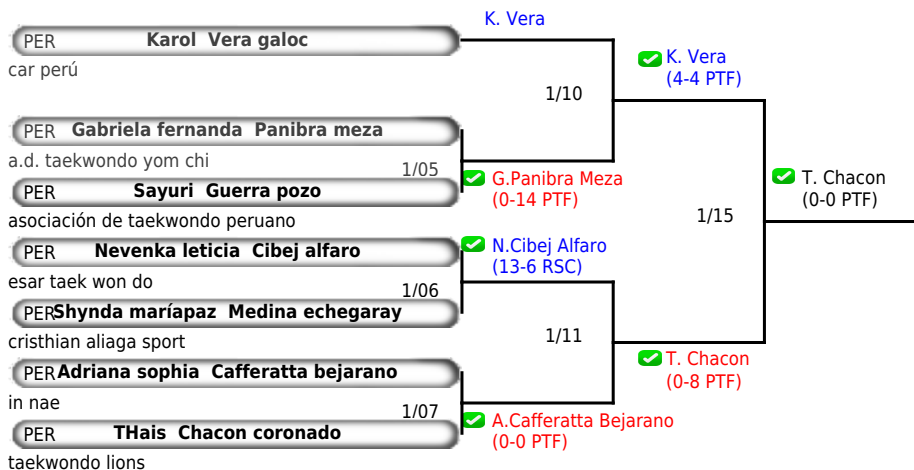 K. Vera
PER Karol Vera galoc
car perú
K. Vera
(4-4 PTF)
1/10
PER Gabriela fernanda Panibra meza
a.d. taekwondo yom chi
1/05
G.Panibra Meza
(0-14 PTF)
PER Sayuri Guerra pozo
asociación de taekwondo peruano
T. Chacon
(0-0 PTF)
1/15
PER Nevenka leticia Cibej alfaro
esar taek won do
N.Cibej Alfaro
(13-6 RSC)
1/06
PER Shynda maríapaz Medina echegaray
cristhian aliaga sport
1/11
T. Chacon
(0-8 PTF)
PER Adriana sophia Cafferatta bejarano
in nae
1/07
A.Cafferatta Bejarano
(0-0 PTF)
PER THais Chacon coronado
taekwondo lions